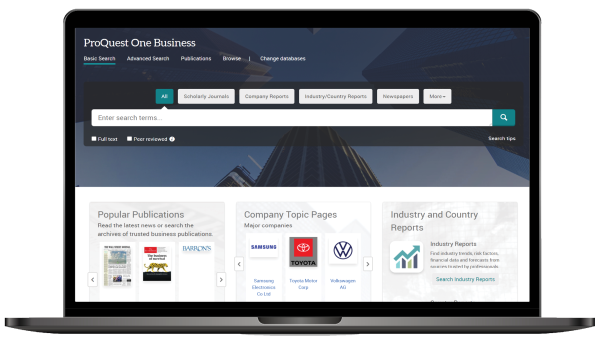 ProQuest One Business
Basic Search Advanced Search Publications Browse | Change databases
All Scholarly Journals Company Reports Industry/Country Reports Newspapers More
Enter search terms...
Full text Peer reviewed Search tips
Popular Publications
Read the latest news or search the
archives of trusted business publications.
BARRON'S
Company Topic Pages
Major companies
SAMSUNG
TOYOTA
Samsung
Electronics
Co Ltd
Toyota Motor
Corp
Volkswagen
AG
Industry and Country
Reports
Industry Reports
Find industry trends, risk factors,
financial data and forecasts from
sources trusted by professionals.
Search Industry Reports